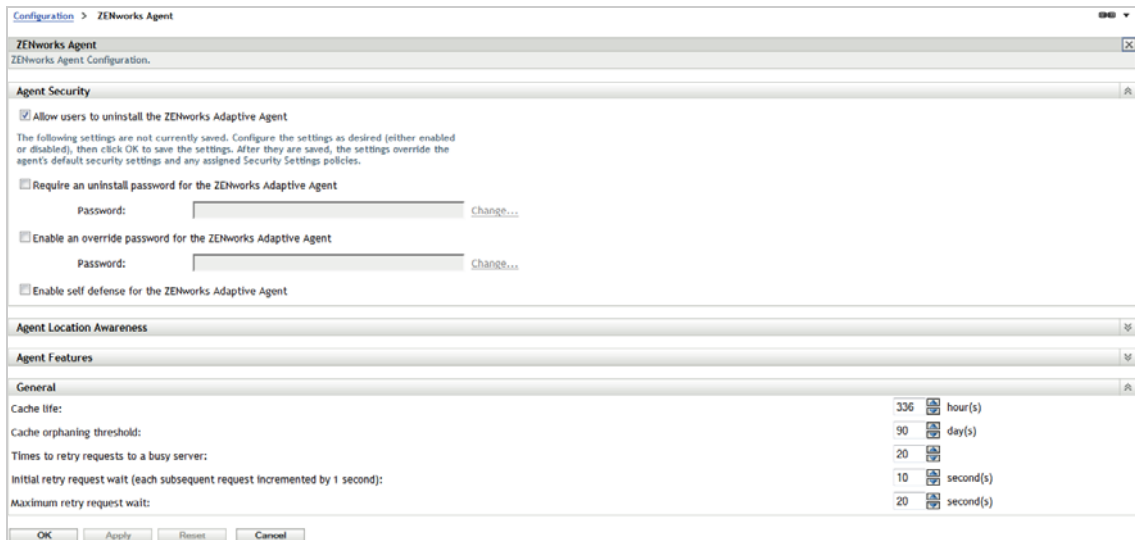 Configuration > ZENworks Agent
ZENworks Agent
ZENworks Agent Configuration.
Agent Security
Allow users to uninstall the ZENworks Adaptive Agent
The following settings are not currently saved. Configure the settings as desired (either enabled
or disabled), then click OK to save the settings. After they are saved, the settings override the
agent's default security settings and any assigned Security Settings policies.
Require an uninstall password for the ZENworks Adaptive Agent
Password: Change...
Enable an override password for the ZENworks Adaptive Agent
Password: Change...
Enable self defense for the ZENworks Adaptive Agent
Agent Location Awareness
Agent Features
General
Cache life: 336 hour(s)
Cache orphaning threshold: 90 day(s)
Times to retry requests to a busy server: 20
Initial retry request wait (each subsequent request incremented by 1 second): 10 second(s)
Maximum retry request wait: 20 second(s)
OK Apply Reset Cancel